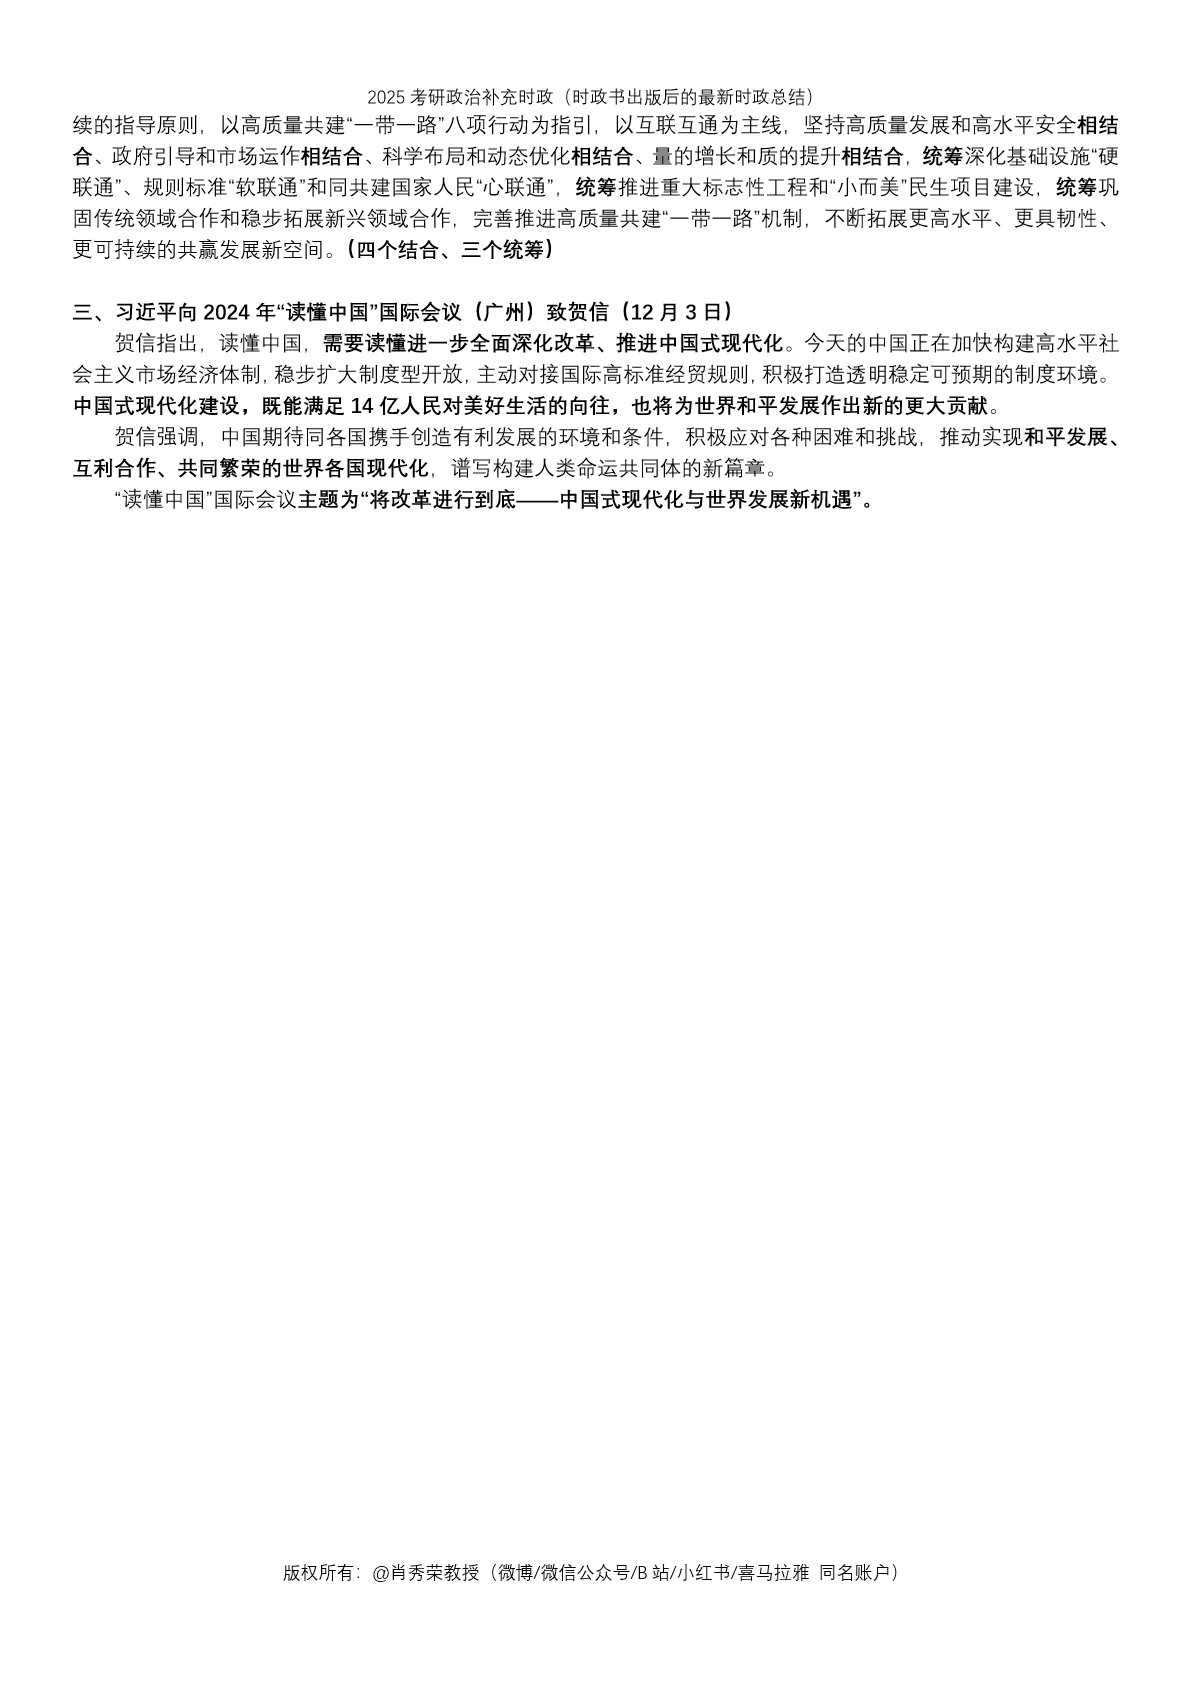 2025 考研政治补充时政（时政书出版后的最新时政总结）
续的指导原则，以高质量共建“一带一路”八项行动为指引，以互联互通为主线，坚持高质量发展和高水平安全相结
合、政府引导和市场运作相结合、科学布局和动态优化相结合、量的增长和质的提升相结合，统筹深化基础设施“硬
联通”、规则标准“软联通”和同共建国家人民“心联通”，统筹推进重大标志性工程和“小而美”民生项目建设，统筹巩
固传统领域合作和稳步拓展新兴领域合作，完善推进高质量共建“一带一路”机制，不断拓展更高水平、更具韧性、
更可持续的共赢发展新空间。（四个结合、三个统筹）
三、习近平向 2024 年“读懂中国”国际会议（广州）致贺信（12 月 3 日）
贺信指出，读懂中国，需要读懂进一步全面深化改革、推进中国式现代化。今天的中国正在加快构建高水平社
会主义市场经济体制，稳步扩大制度型开放，主动对接国际高标准经贸规则，积极打造透明稳定可预期的制度环境。
中国式现代化建设，既能满足 14 亿人民对美好生活的向往，也将为世界和平发展作出新的更大贡献。
贺信强调，中国期待同各国携手创造有利发展的环境和条件，积极应对各种困难和挑战，推动实现和平发展、
互利合作、共同繁荣的世界各国现代化，谱写构建人类命运共同体的新篇章。
“读懂中国”国际会议主题为“将改革进行到底——中国式现代化与世界发展新机遇”。
版权所有：@肖秀荣教授（微博/微信公众号/B 站/小红书/喜马拉雅 同名账户）